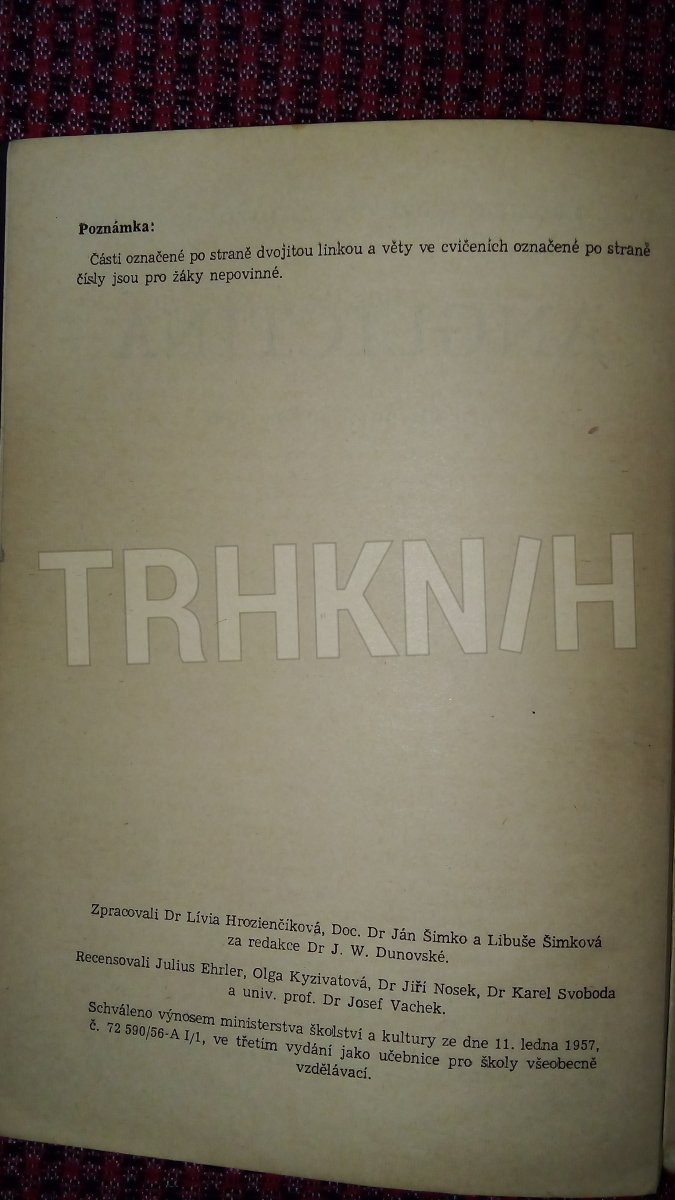 Poznámka:
Části označené po straně dvojitou linkou a věty ve cvičeních označené po straně
čísly jsou pro žáky nepovinné.
TRHKNIH
Zpracovali Dr Lívia Hrozienčíková, Doc. Dr Ján Šimko a Libuše Šimková
za redakce Dr J. W. Dunovské.
Recensovali Julius Ehrler, Olga Kyzivatová, Dr Jiří Nosek, Dr Karel Svoboda
a univ. prof. Dr Josef Vachek.
Schváleno výnosem ministerstva školství a kultury ze dne 11. ledna 1957,
č. 72 590/56-A I/1, ve třetím vydání jako učebnice pro školy všeobecně
vzdělávací.